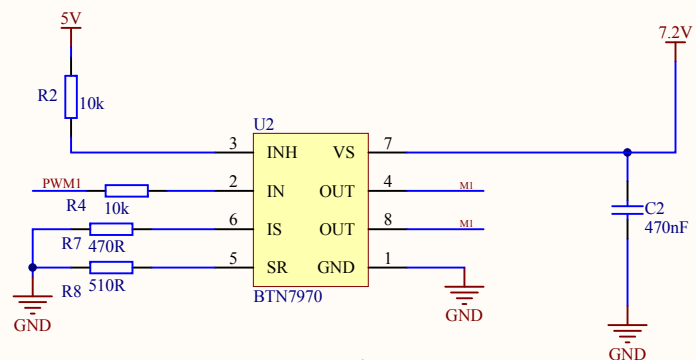 5V
7.2V
R2
10k
U2
3
INH
VS
7
PWM1
2
IN
OUT
4
M1
R4
10k
6
IS
OUT
8
M1
R7
470R
C2
470nF
5
SR
GND
1
R8
510R
BTN7970
GND
GND
GND